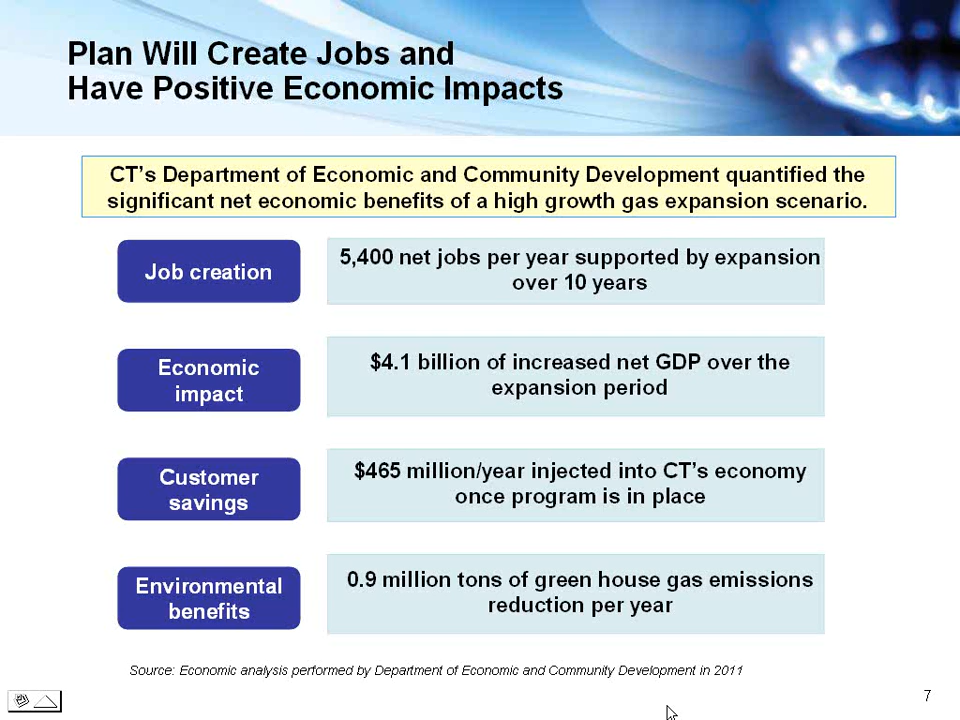 Plan Will Create Jobs and
Have Positive Economic Impacts
CT's Department of Economic and Community Development quantified the
significant net economic benefits of a high growth gas expansion scenario.
Job creation
5,400 net jobs per year supported by expansion
over 10 years
Economic
impact
$4.1 billion of increased net GDP over the
expansion period
Customer
savings
$465 million/year injected into CT's economy
once program is in place
Environmental
benefits
0.9 million tons of green house gas emissions
reduction per year
Source: Economic analysis performed by Department of Economic and Community Development in 2011
7